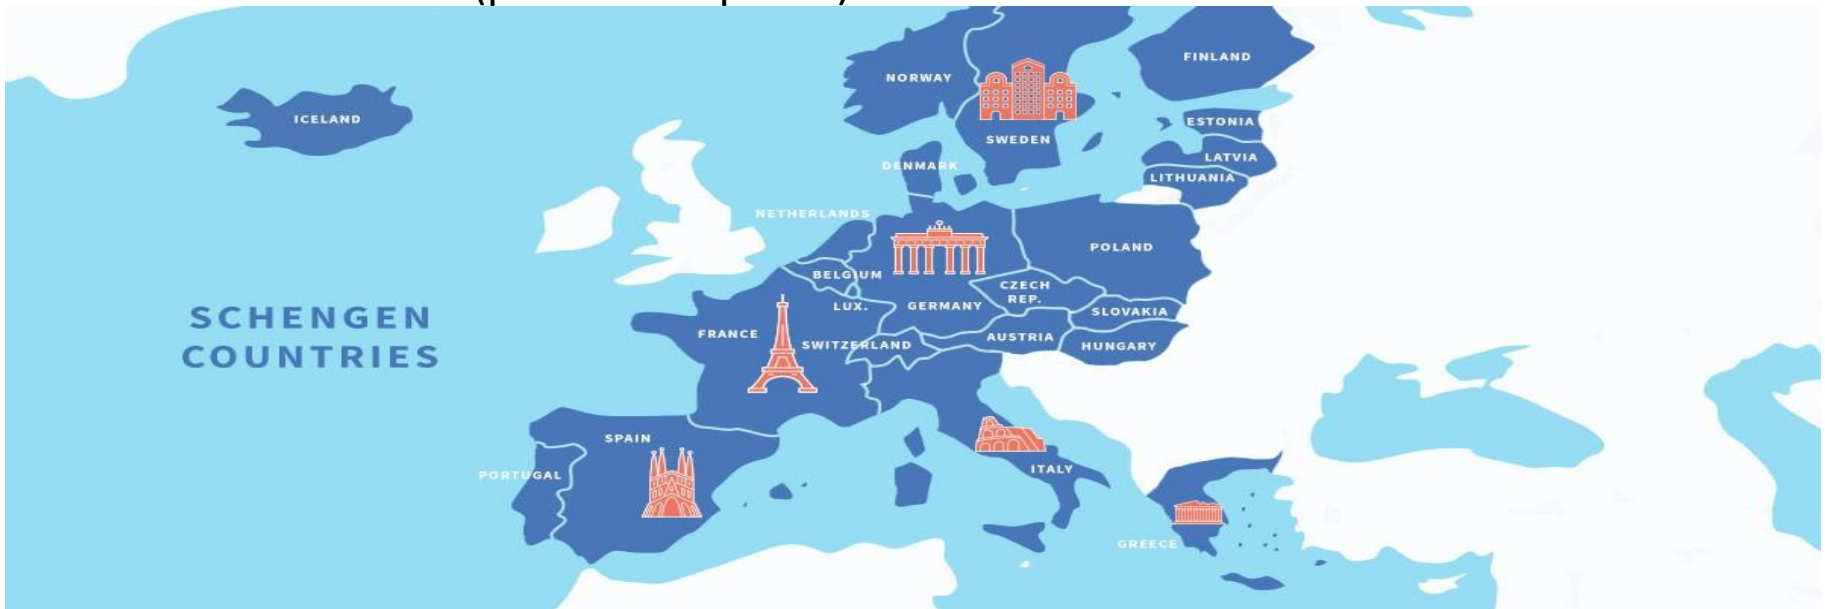 ICELAND
NORWAY
FINLAND
SWEDEN
ESTONIA
LATVIA
LITHUANIA
DENMARK
NETHERLANDS
POLAND
BELGIUM
CZECH
REP.
LUX.
GERMANY
SLOVAKIA
SCHENGEN
COUNTRIES
FRANCE
SWITZERLAND
AUSTRIA
HUNGARY
SPAIN
PORTUGAL
ITALY
GREECE